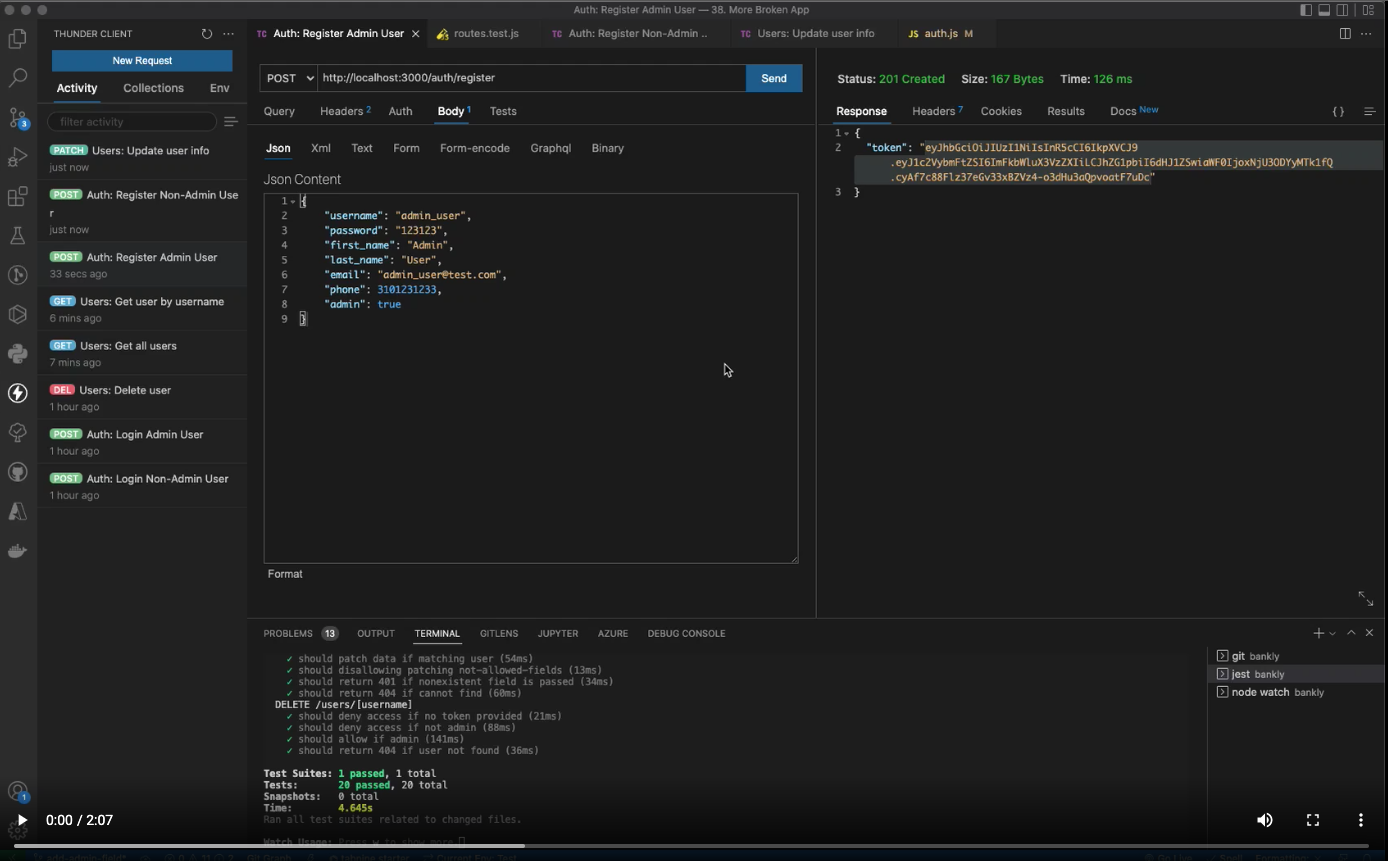 Auth: Register Admin User — 38. More Broken App
THUNDER CLIENT
New Request
Activity Collections Env
filter activity
PATCH Users: Update user info
just now
POST Auth: Register Non-Admin Use
r
just now
POST Auth: Register Admin User
33 secs ago
GET Users: Get user by username
6 mins ago
GET Users: Get all users
7 mins ago
DEL Users: Delete user
1 hour ago
POST Auth: Login Admin User
1 hour ago
POST Auth: Login Non-Admin User
1 hour ago
3
1
TC Auth: Register Admin User
routes.test.js
TC Auth: Register Non-Admin ..
TC Users: Update user info
JS auth.js M
POST http://localhost:3000/auth/register Send
Query Headers 2 Auth Body 1 Tests
Json Xml Text Form Form-encode Graphql Binary
Json Content
1 {
2 "username": "admin_user",
3 "password": "123123",
4 "first_name": "Admin",
5 "last_name": "User",
6 "email": "admin_user@test.com",
7 "phone": 3101231233,
8 "admin": true
9 }
Format
Status: 201 Created Size: 167 Bytes Time: 126 ms
Response Headers 7 Cookies Results Docs New { }
1 {
2 "token": "eyJhbGciOiJIUzI1NiIsInR5cCI6IkpXVCJ9
.eyJ1c2VybmFtZSI6ImFkbWluX3VzZXIiLCJhZG1pbiI6dHJ1ZSwiaWF0IjoxNjU3ODYyMTk1fQ
.cyAf7c88Flz37eGv33xBZVz4-o3dHu3aQpvoatF7uDc"
3 }
PROBLEMS 13 OUTPUT TERMINAL GITLENS JUPYTER AZURE DEBUG CONSOLE
✓ should patch data if matching user (54ms)
✓ should disallowing patching not-allowed-fields (13ms)
✓ should return 401 if nonexistent field is passed (34ms)
✓ should return 404 if cannot find (60ms)
DELETE /users/[username]
✓ should deny access if no token provided (21ms)
✓ should deny access if not admin (88ms)
✓ should allow if admin (141ms)
✓ should return 404 if user not found (36ms)
Test Suites: 1 passed, 1 total
Tests: 20 passed, 20 total
Snapshots: 0 total
Time: 4.645s
Ran all test suites related to changed files.
Watch Usage: Press w to show more.
git bankly
jest bankly
node watch bankly
0:00 / 2:07